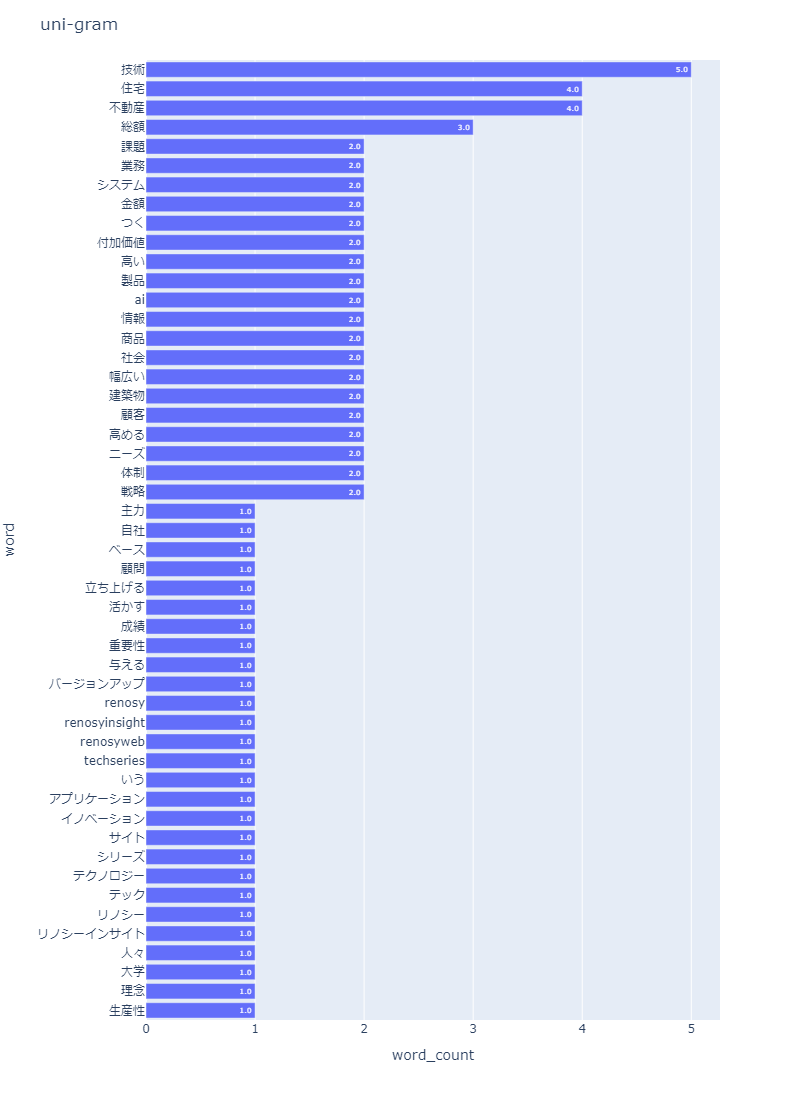 uni-gram
技術 5.0
住宅 4.0
不動産 4.0
総額 3.0
課題 2.0
業務 2.0
システム 2.0
金額 2.0
つく 2.0
付加価値 2.0
高い 2.0
製品 2.0
ai 2.0
情報 2.0
商品 2.0
社会 2.0
幅広い 2.0
建築物 2.0
顧客 2.0
高める 2.0
ニーズ 2.0
体制 2.0
戦略 2.0
主力 1.0
自社 1.0
ベース 1.0
顧問 1.0
立ち上げる 1.0
活かす 1.0
成績 1.0
重要性 1.0
与える 1.0
バージョンアップ 1.0
renosy 1.0
renosyinsight 1.0
renosyweb 1.0
techseries 1.0
いう 1.0
アプリケーション 1.0
イノベーション 1.0
サイト 1.0
シリーズ 1.0
テクノロジー 1.0
テック 1.0
リノシー 1.0
リノシーインサイト 1.0
人々 1.0
大学 1.0
理念 1.0
生産性 1.0
word
0 1 2 3 4 5
word_count